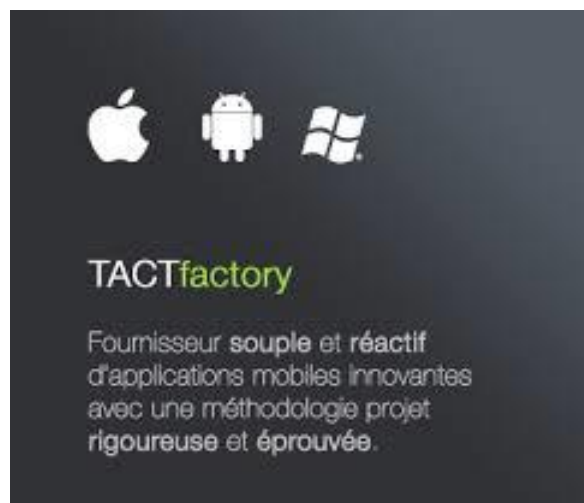 TACTfactory
Fournisseur souple et réactif
d'applications mobiles innovantes
avec une méthodologie projet
rigoureuse et éprouvée.